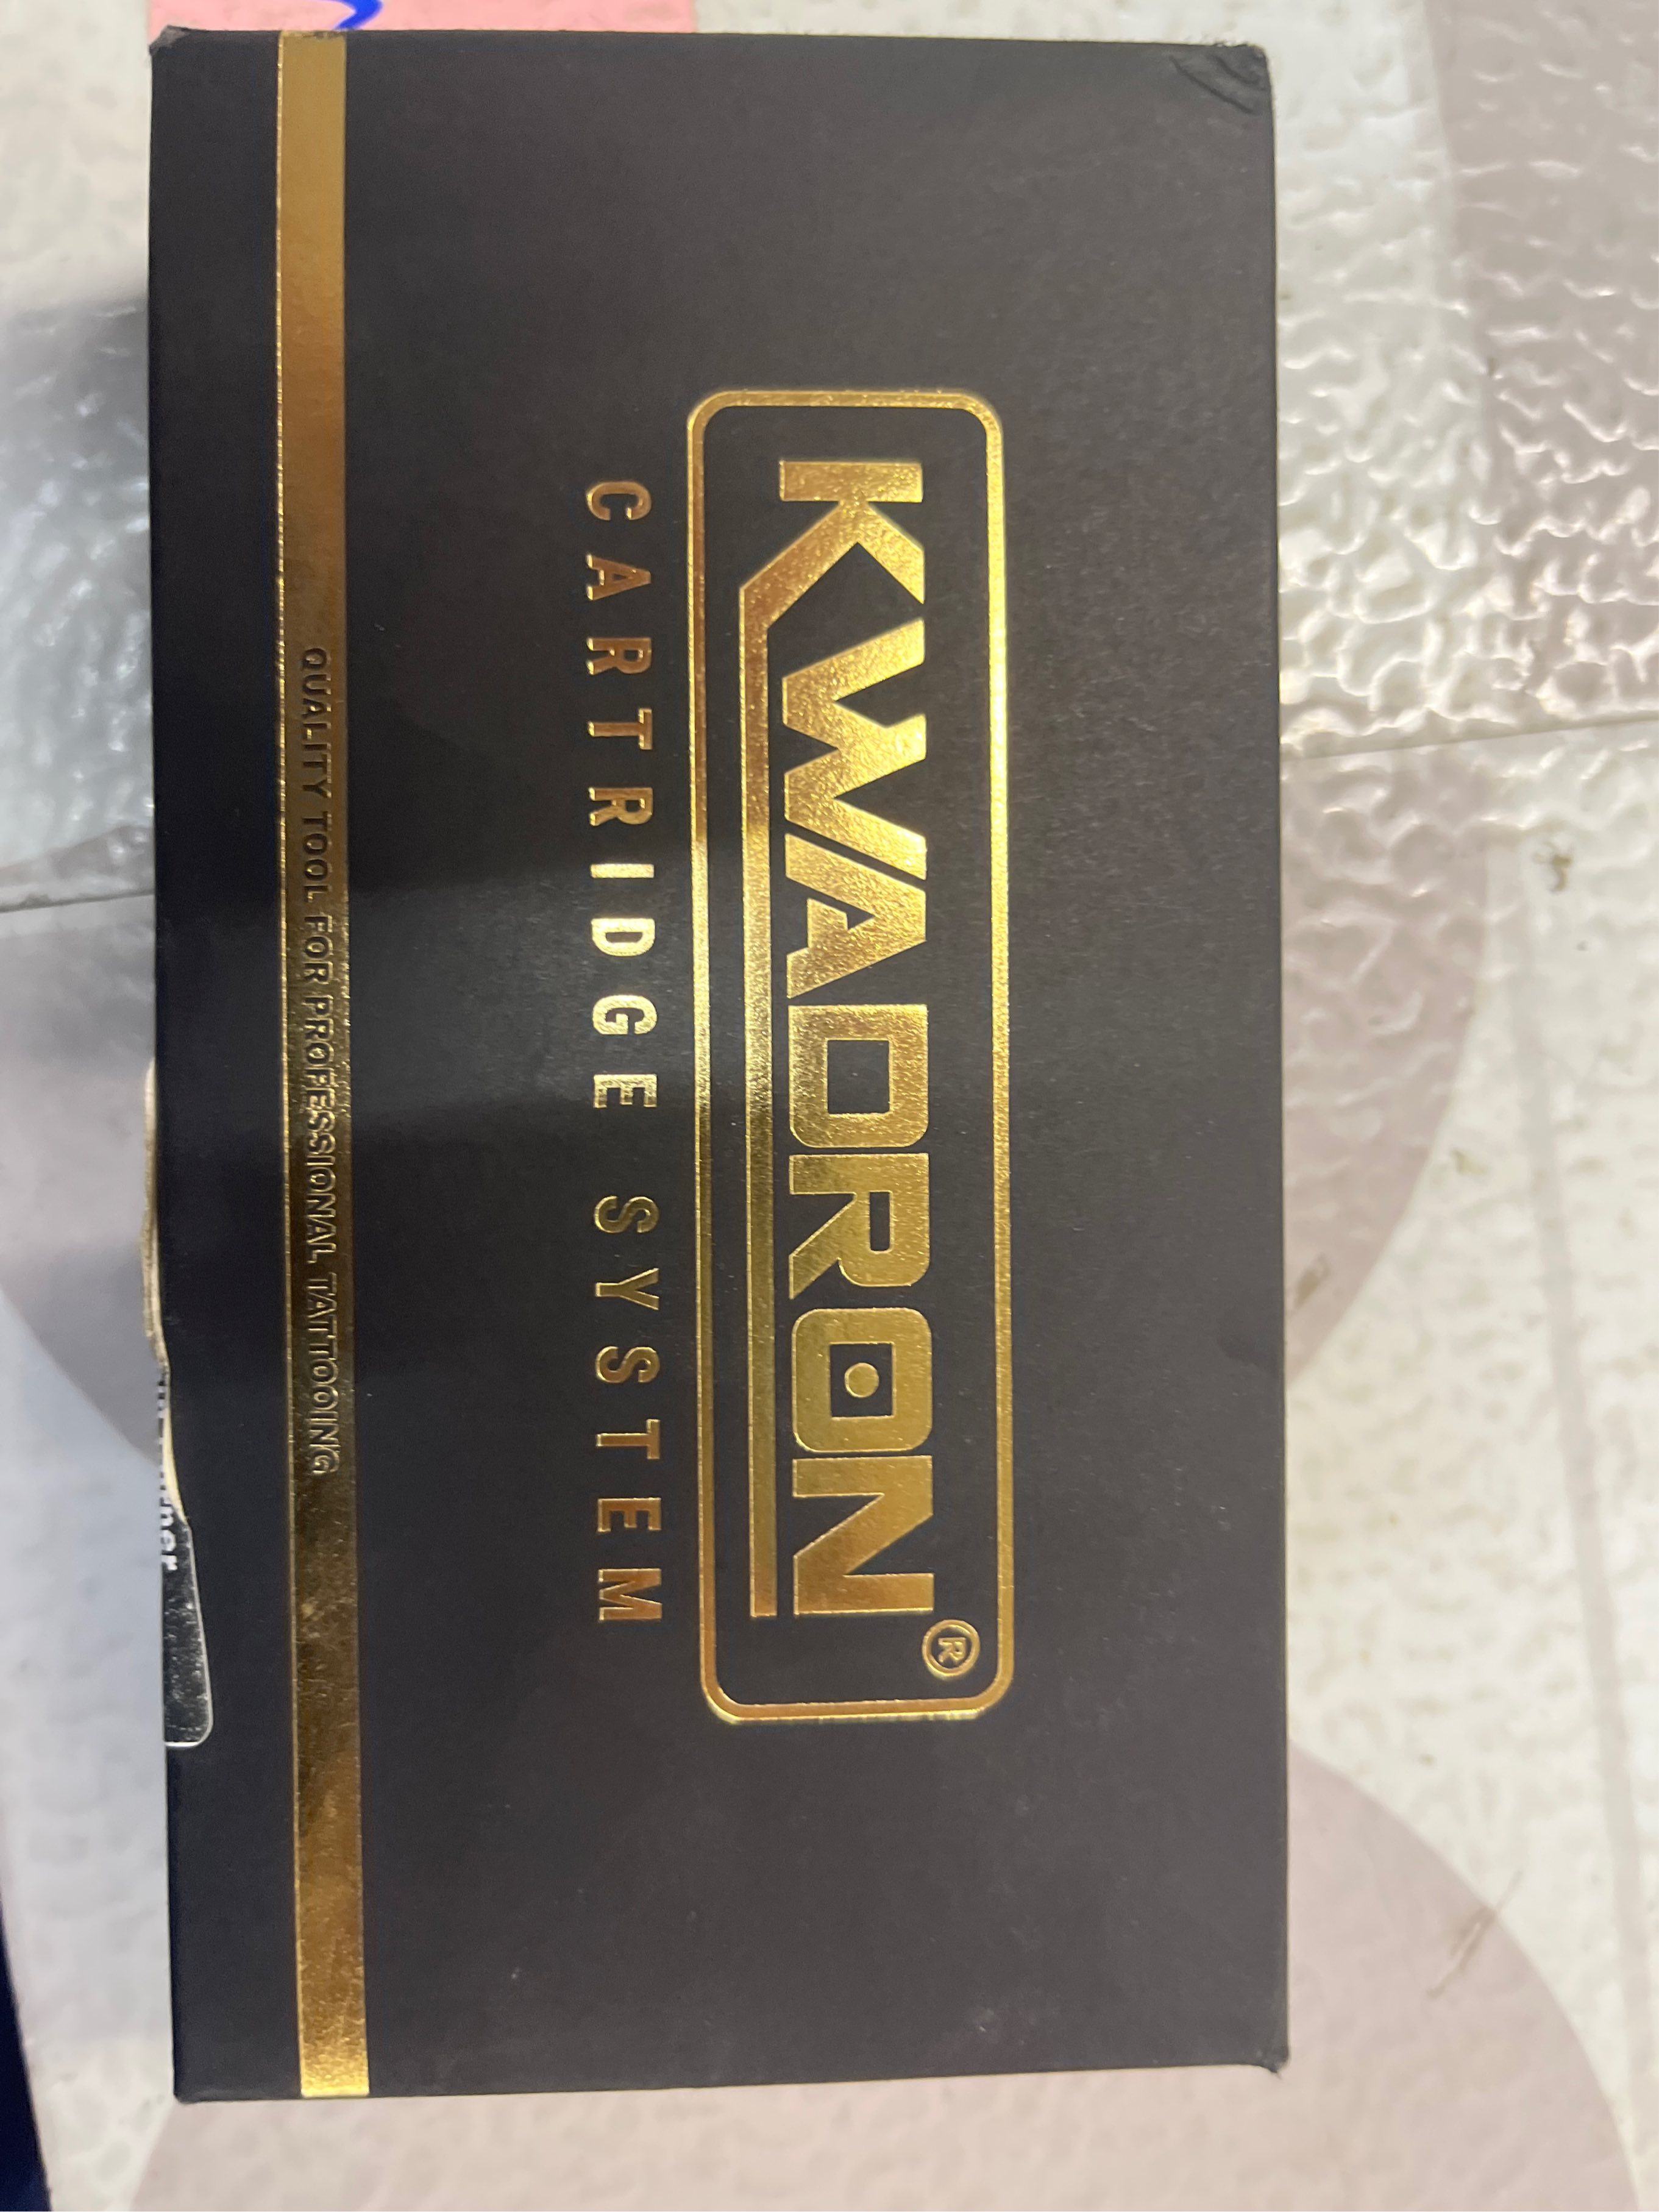 KWADRON®
CARTRIDGE SYSTEM
QUALITY TOOL FOR PROFESSIONAL TATTOOING